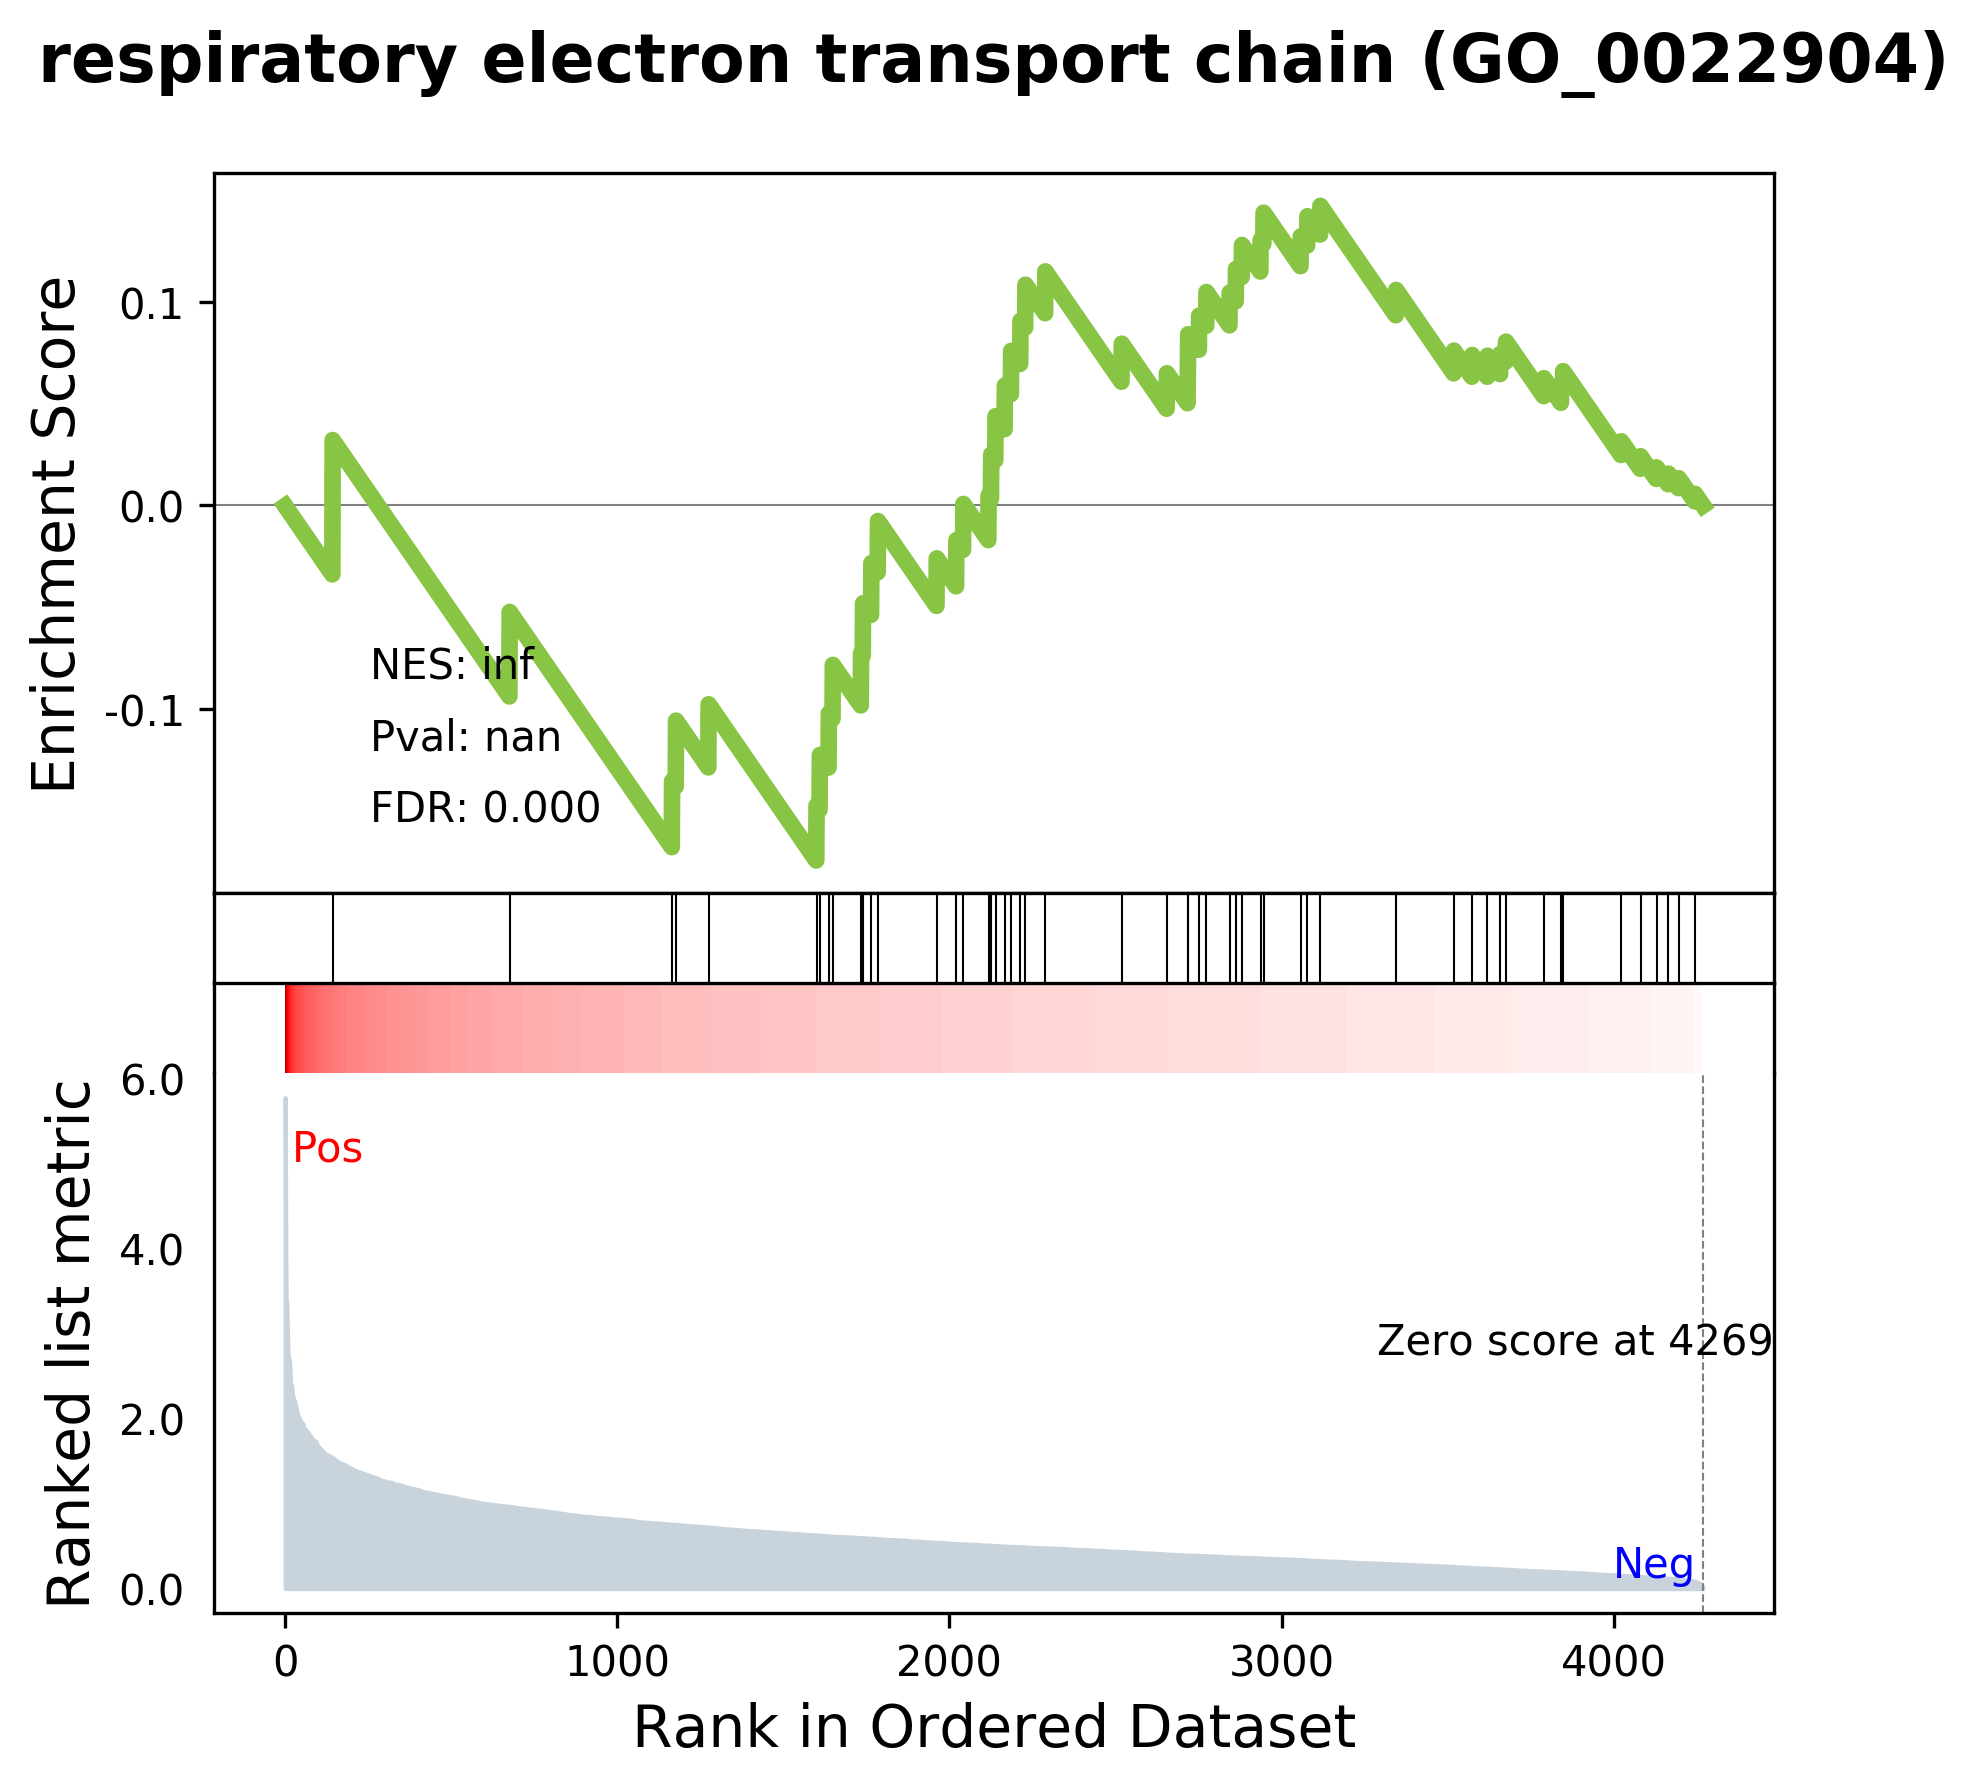 respiratory electron transport chain (GO_0022904)
Enrichment Score
0.1
0.0
-0.1
NES: inf
Pval: nan
FDR: 0.000
Ranked list metric
6.0
4.0
2.0
0.0
Pos
Zero score at 4269
Neg
0 1000 2000 3000 4000
Rank in Ordered Dataset